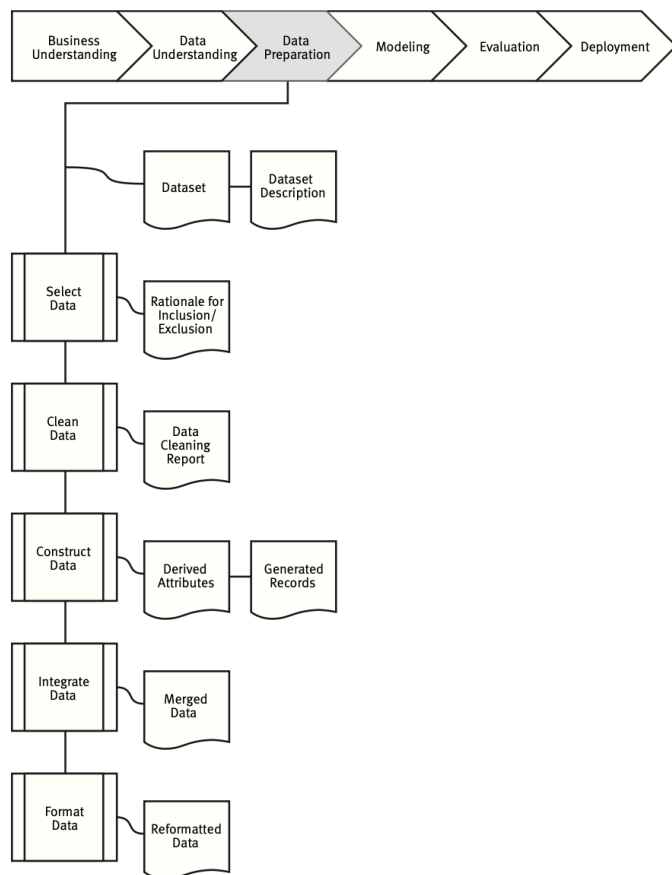 Business
Understanding
Data
Understanding
Data
Preparation
Modeling
Evaluation
Deployment
Dataset
Dataset
Description
Select
Data
Rationale for
Inclusion/
Exclusion
Clean
Data
Data
Cleaning
Report
Construct
Data
Derived
Attributes
Generated
Records
Integrate
Data
Merged
Data
Format
Data
Reformatted
Data